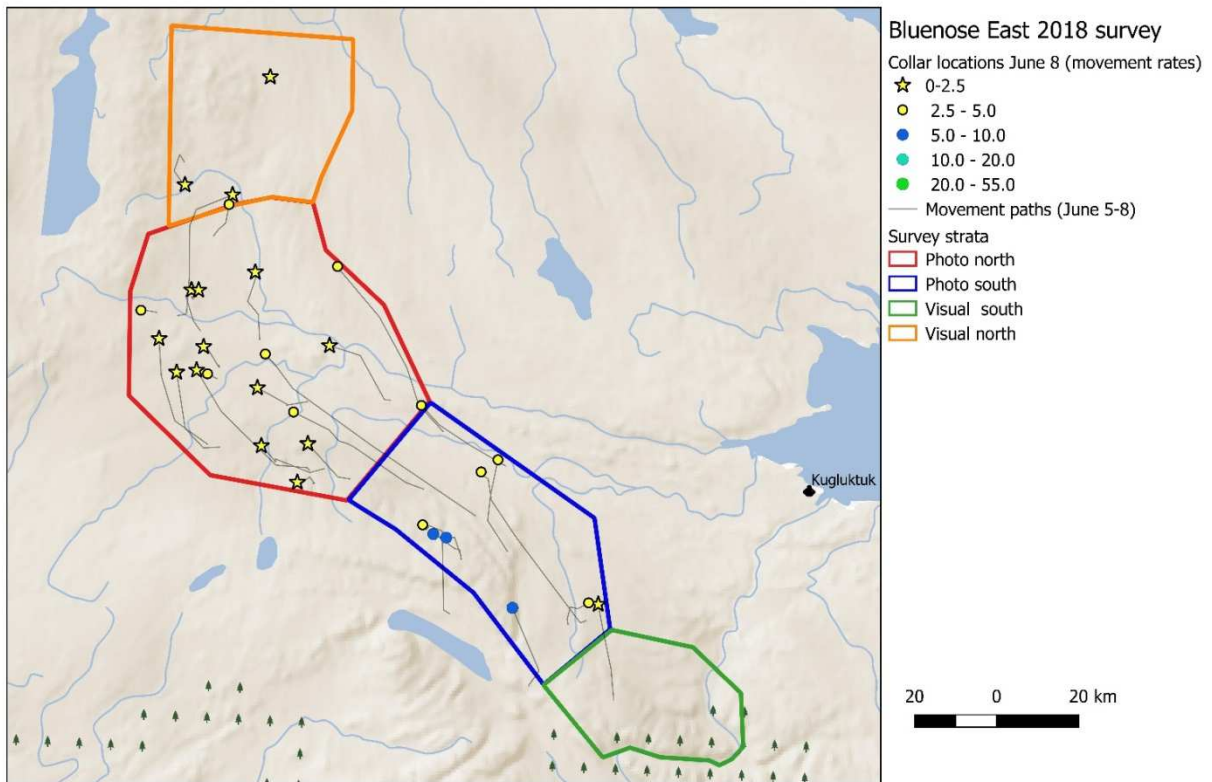 Bluenose East 2018 survey
Collar locations June 8 (movement rates)
0-2.5
2.5 - 5.0
5.0 - 10.0
10.0 - 20.0
20.0 - 55.0
Movement paths (June 5-8)
Survey strata
Photo north
Photo south
Visual south
Visual north
Kugluktuk
20 0 20 km